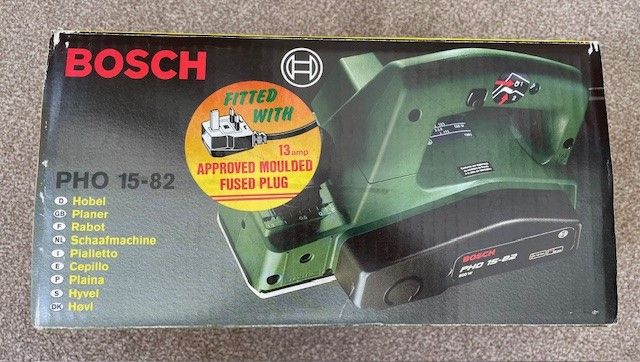 BOSCH
FITTED
WITH
13amp
APPROVED MOULDED
FUSED PLUG
PHO 15-82
D Hobel
GB Planer
F Rabot
NL Schaafmachine
I Pialletto
E Cepillo
P Plaina
S Hyvel
DK Høvl
BOSCH
PHO 15-82